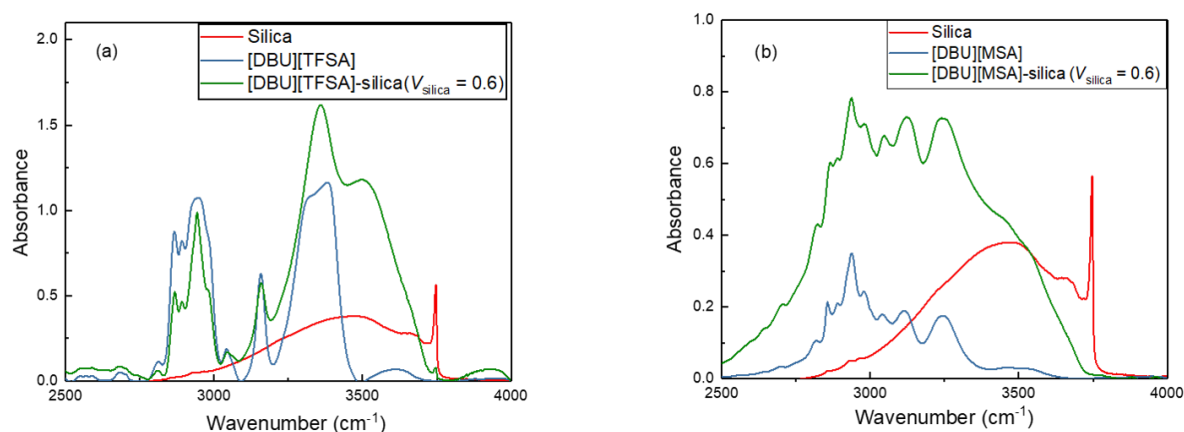 (a)
Silica
[DBU][TFSA]
[DBU][TFSA]-silica(V silica = 0.6)
2.0
1.5
1.0
0.5
0.0
Absorbance
2500 3000 3500 4000
Wavenumber (cm-1)
(b)
Silica
[DBU][MSA]
[DBU][MSA]-silica (V silica = 0.6)
1.0
0.8
0.6
0.4
0.2
0.0
Absorbance
2500 3000 3500 4000
Wavenumber (cm-1)